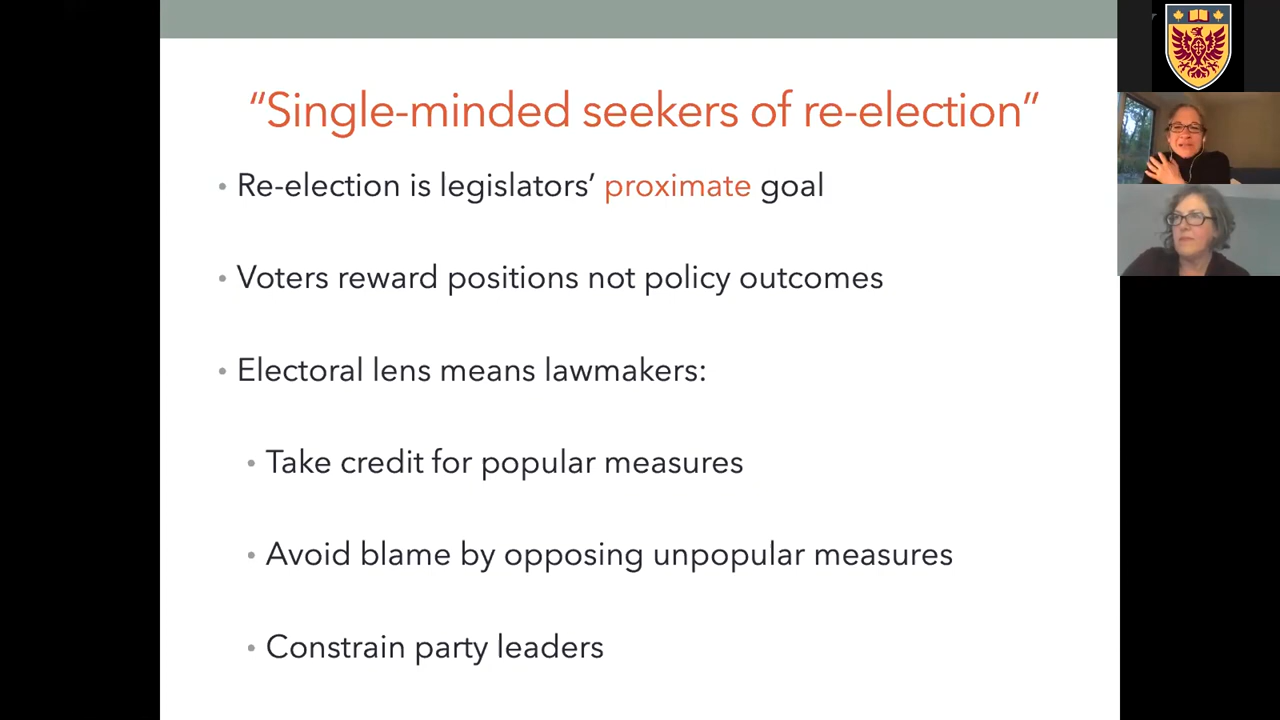 “Single-minded seekers of re-election”
• Re-election is legislators’ proximate goal
• Voters reward positions not policy outcomes
• Electoral lens means lawmakers:
• Take credit for popular measures
• Avoid blame by opposing unpopular measures
• Constrain party leaders